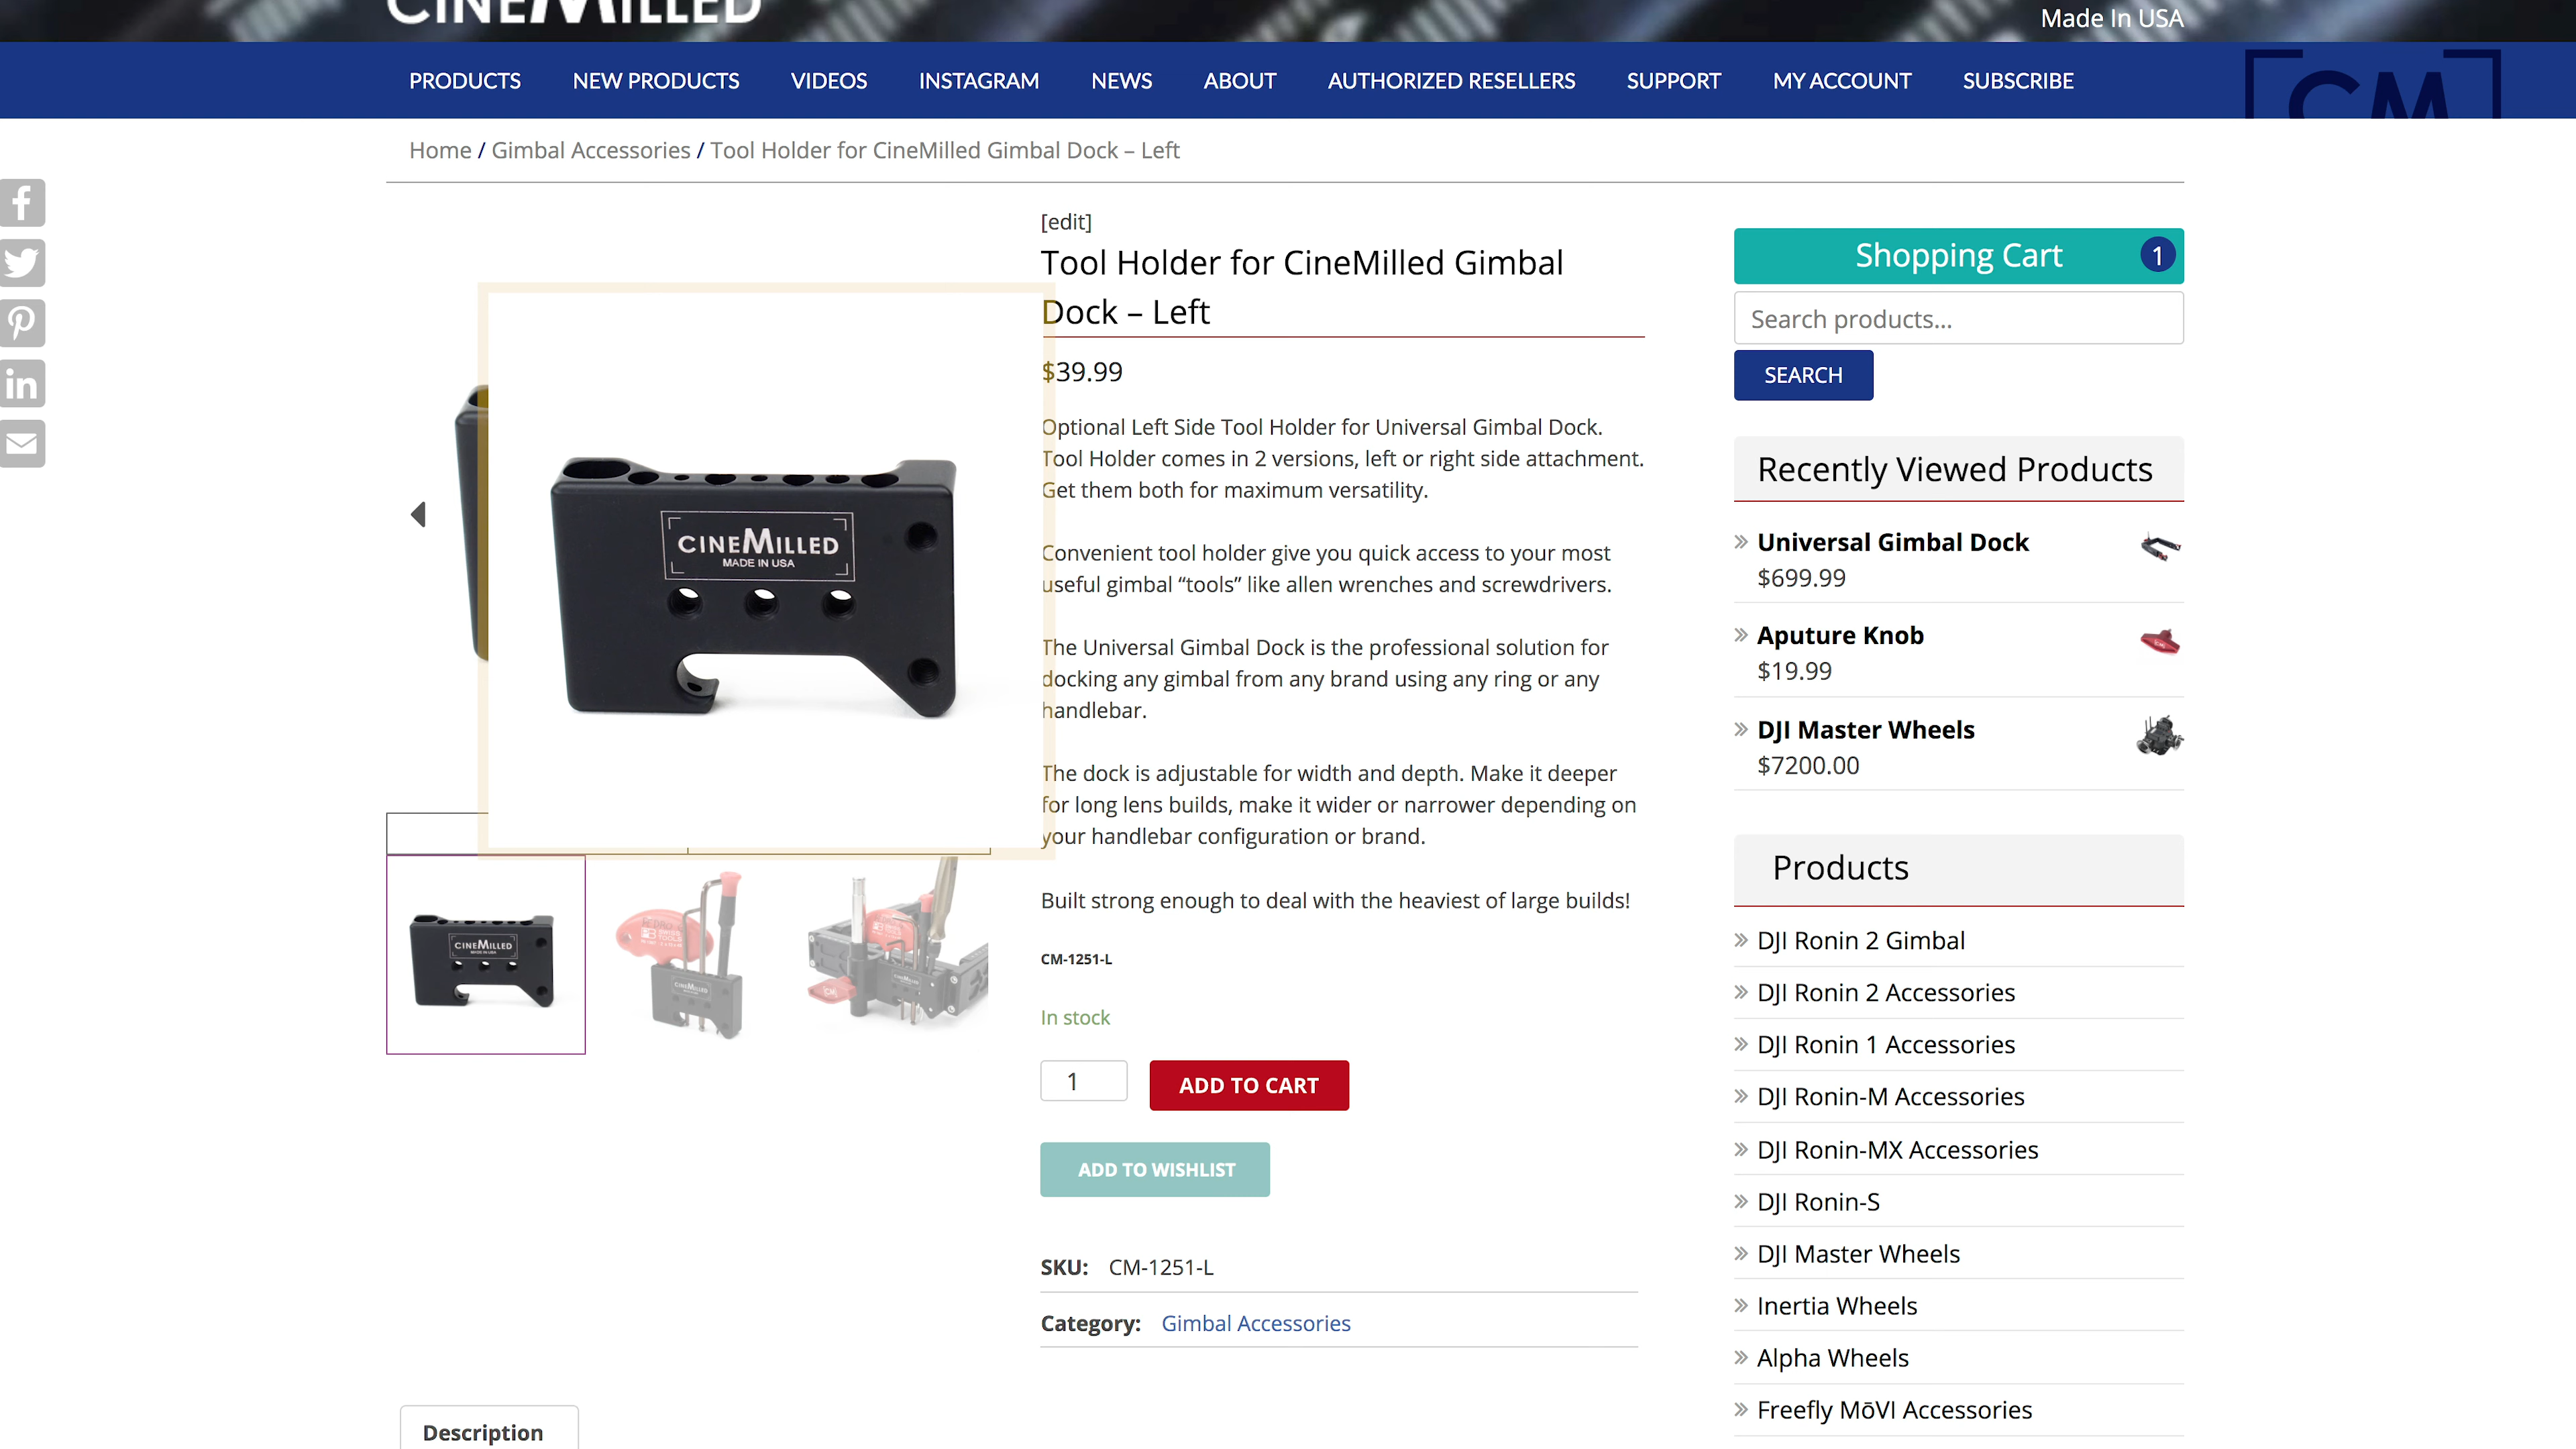 CINEMILLED
Made In USA
PRODUCTS NEW PRODUCTS VIDEOS INSTAGRAM NEWS ABOUT AUTHORIZED RESELLERS SUPPORT MY ACCOUNT SUBSCRIBE
CM
Home / Gimbal Accessories / Tool Holder for CineMilled Gimbal Dock – Left
[edit]
Tool Holder for CineMilled Gimbal
Dock – Left
$39.99
Optional Left Side Tool Holder for Universal Gimbal Dock.
Tool Holder comes in 2 versions, left or right side attachment.
Get them both for maximum versatility.
Convenient tool holder give you quick access to your most
useful gimbal “tools” like allen wrenches and screwdrivers.
The Universal Gimbal Dock is the professional solution for
docking any gimbal from any brand using any ring or any
handlebar.
The dock is adjustable for width and depth. Make it deeper
for long lens builds, make it wider or narrower depending on
your handlebar configuration or brand.
Built strong enough to deal with the heaviest of large builds!
CM-1251-L
In stock
1
ADD TO CART
ADD TO WISHLIST
SKU: CM-1251-L
Category: Gimbal Accessories
CINEMILLED
MADE IN USA
CINEMILLED
MADE IN USA
PB
SWISS
TOOLS
CINEMILLED
Description
Shopping Cart 1
Search products...
SEARCH
Recently Viewed Products
Universal Gimbal Dock
$699.99
Aputure Knob
$19.99
DJI Master Wheels
$7200.00
Products
DJI Ronin 2 Gimbal
DJI Ronin 2 Accessories
DJI Ronin 1 Accessories
DJI Ronin-M Accessories
DJI Ronin-MX Accessories
DJI Ronin-S
DJI Master Wheels
Inertia Wheels
Alpha Wheels
Freefly MōVI Accessories